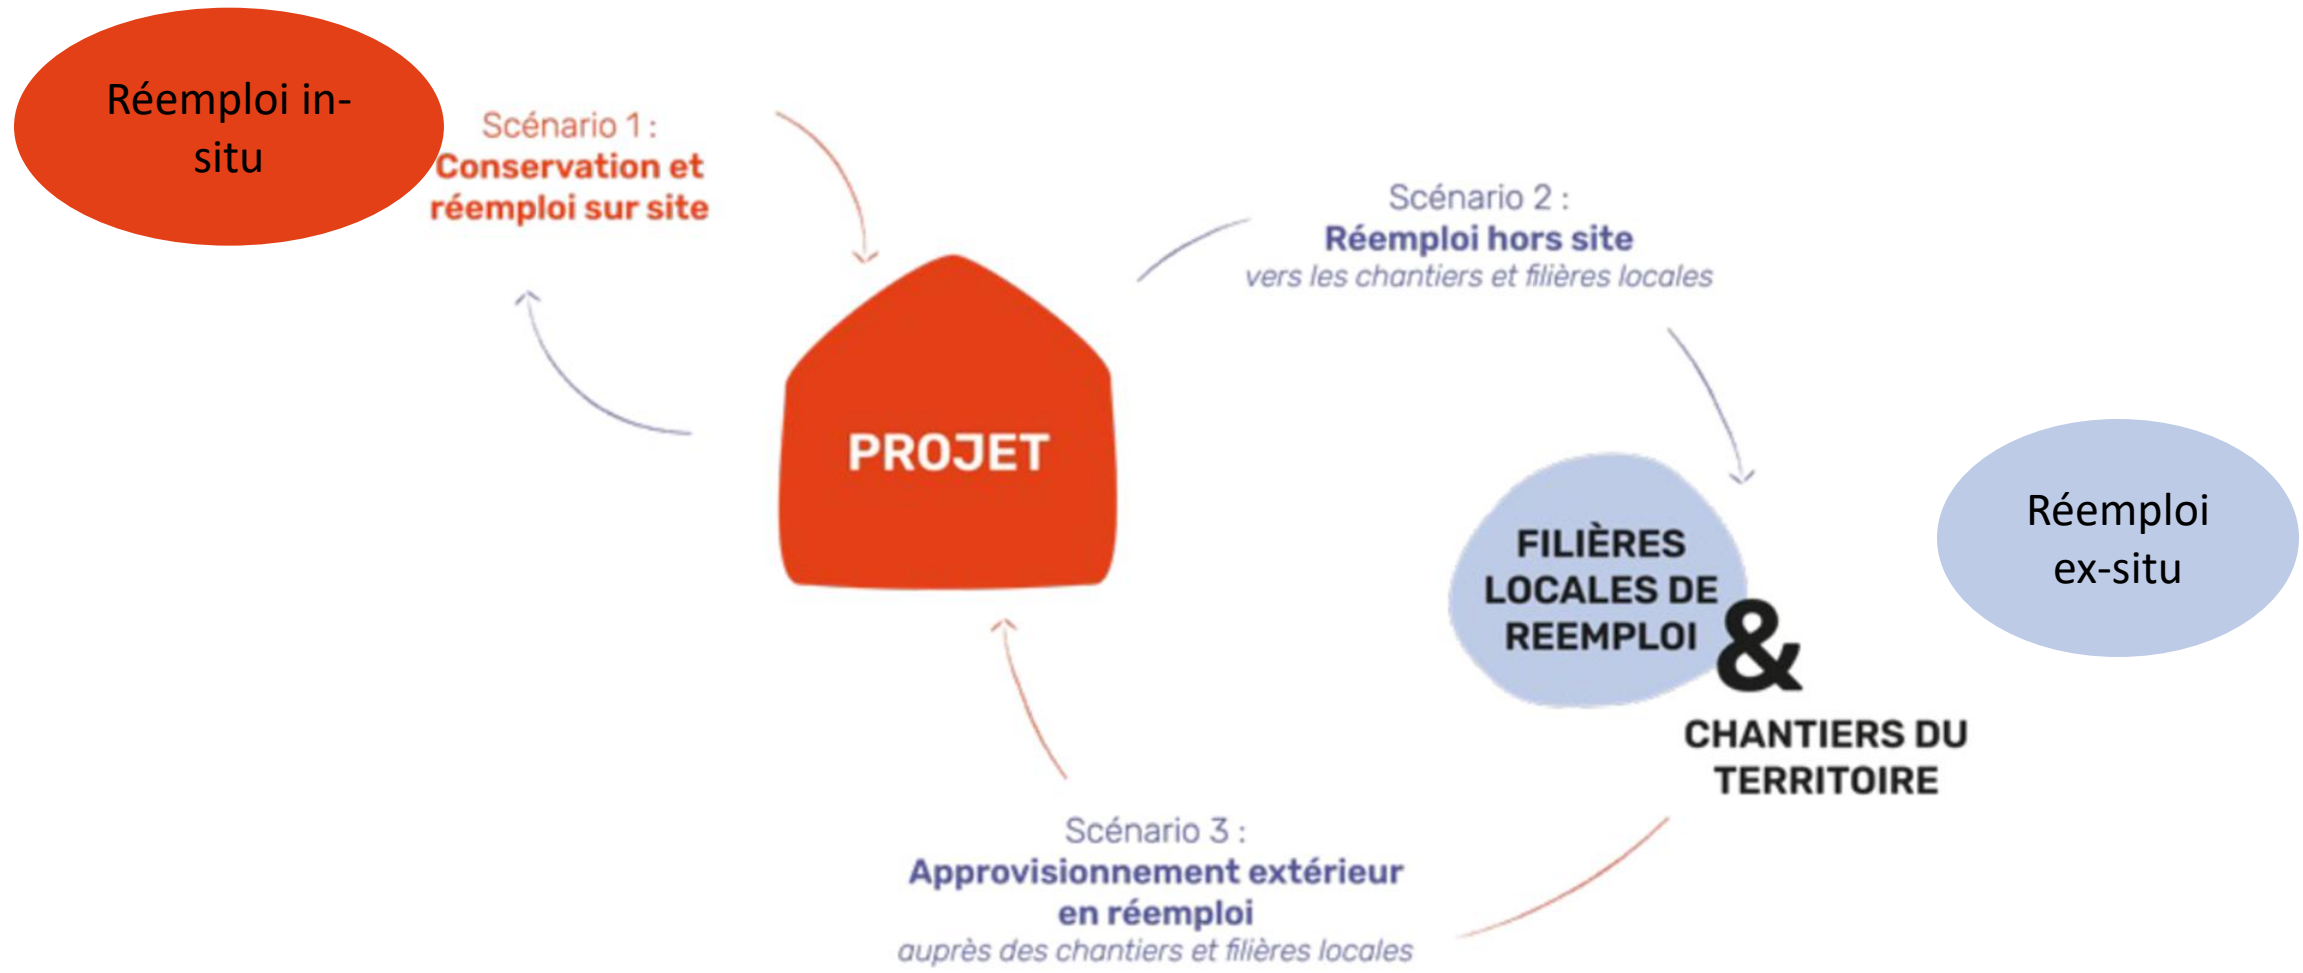 Réemploi in-
situ
Scénario 1 :
Conservation et
réemploi sur site
Scénario 2 :
Réemploi hors site
vers les chantiers et filières locales
PROJET
FILIÈRES
LOCALES DE
REEMPLOI
&
CHANTIERS DU
TERRITOIRE
Réemploi
ex-situ
Scénario 3 :
Approvisionnement extérieur
en réemploi
auprès des chantiers et filières locales